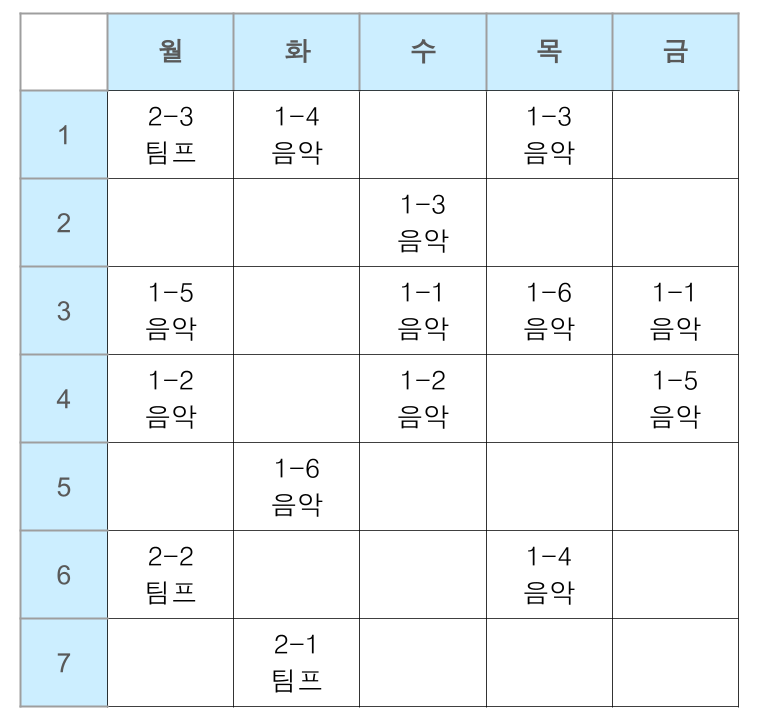 월 화 수 목 금
1 2-3 1-4 1-3
팀프 음악 음악
2 1-3
음악
3 1-5 1-1 1-6 1-1
음악 음악 음악 음악
4 1-2 1-2 1-5
음악 음악 음악
5 1-6
음악
6 2-2 1-4
팀프 음악
7 2-1
팀프